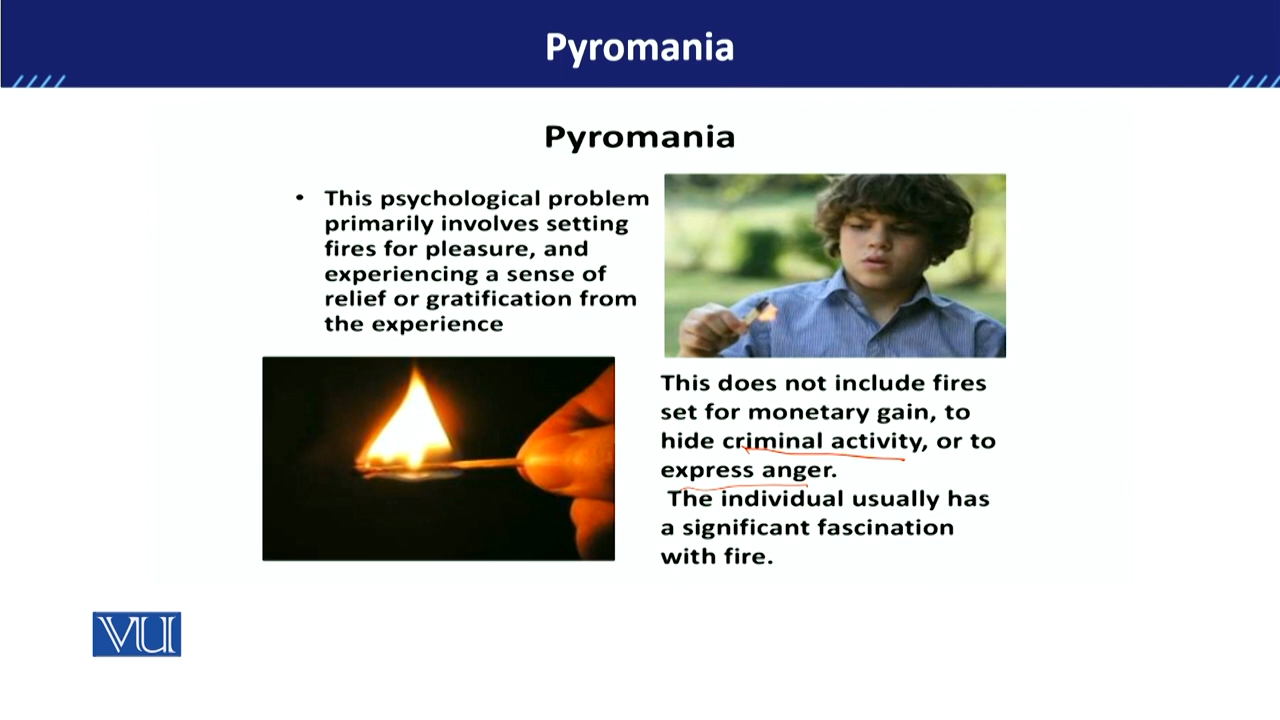 Pyromania
Pyromania
• This psychological problem
primarily involves setting
fires for pleasure, and
experiencing a sense of
relief or gratification from
the experience
This does not include fires
set for monetary gain, to
hide criminal activity, or to
express anger.
The individual usually has
a significant fascination
with fire.
VU